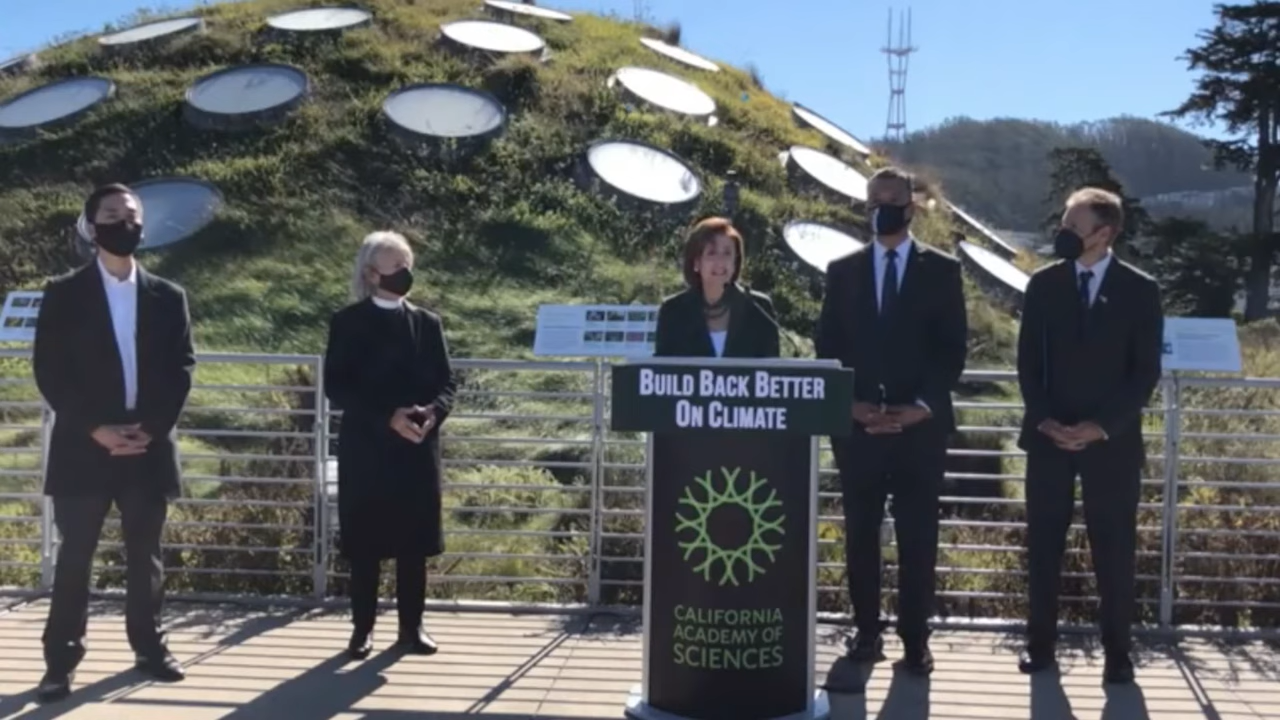 BUILD BACK BETTER
ON CLIMATE
CALIFORNIA
ACADEMY OF
SCIENCES